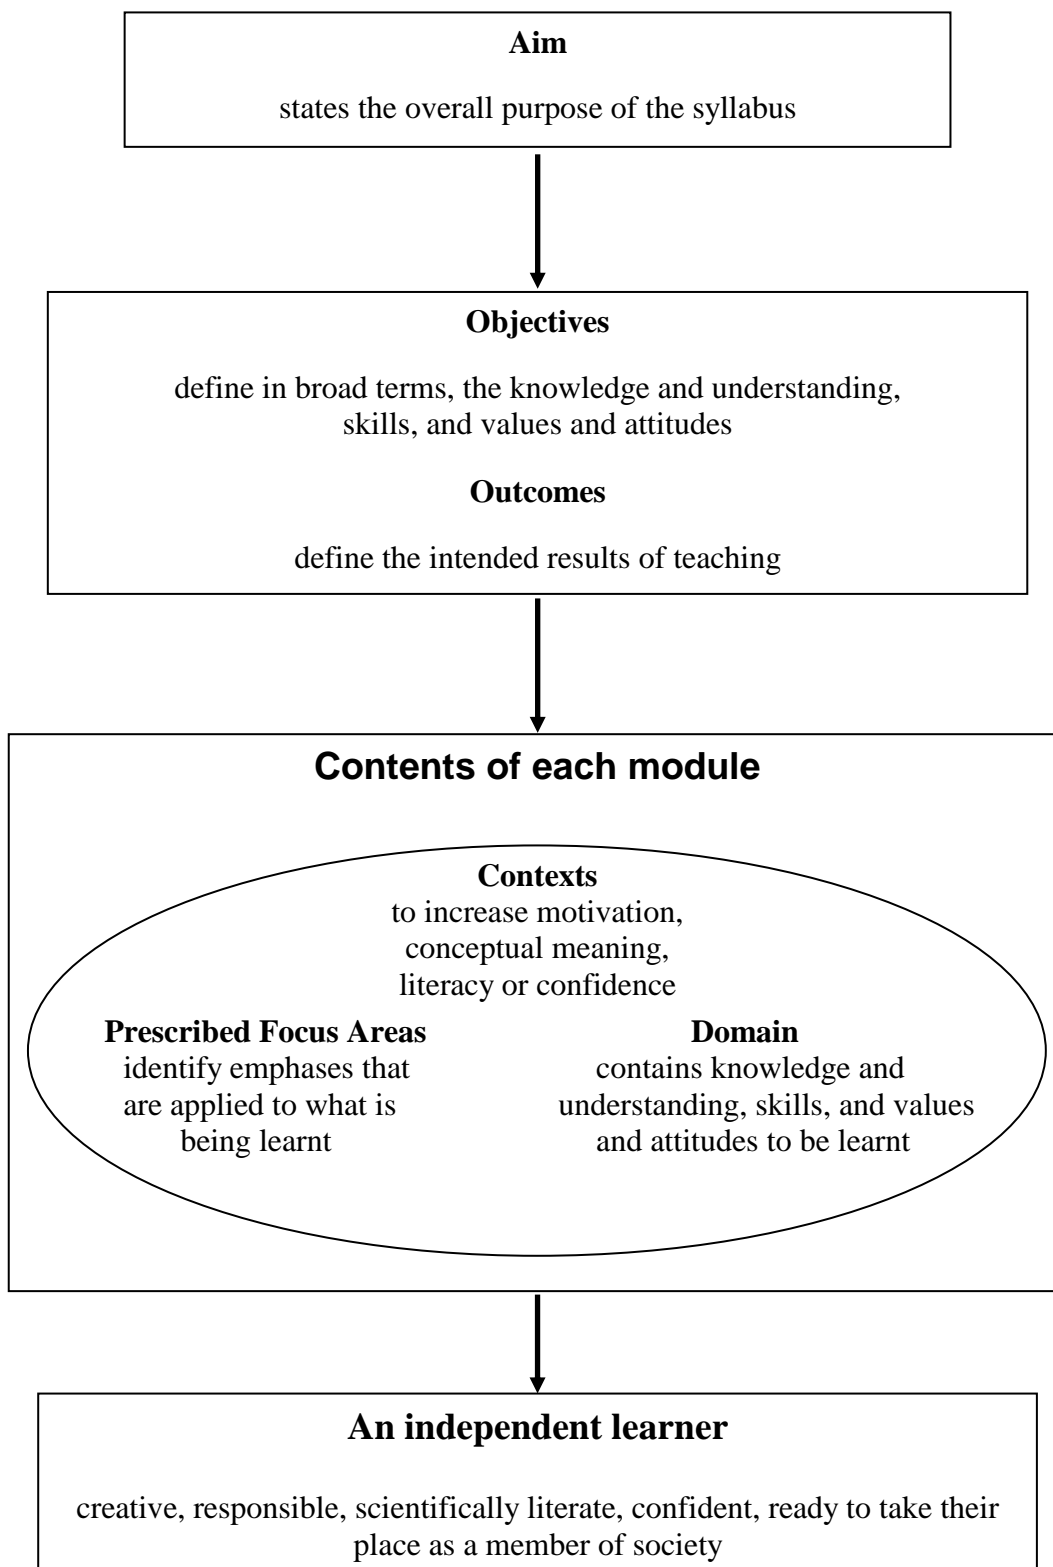 Aim
states the overall purpose of the syllabus
Objectives
define in broad terms, the knowledge and understanding,
skills, and values and attitudes
Outcomes
define the intended results of teaching
Contents of each module
Contexts
to increase motivation,
conceptual meaning,
literacy or confidence
Prescribed Focus Areas
identify emphases that
are applied to what is
being learnt
Domain
contains knowledge and
understanding, skills, and values
and attitudes to be learnt
An independent learner
creative, responsible, scientifically literate, confident, ready to take their
place as a member of society